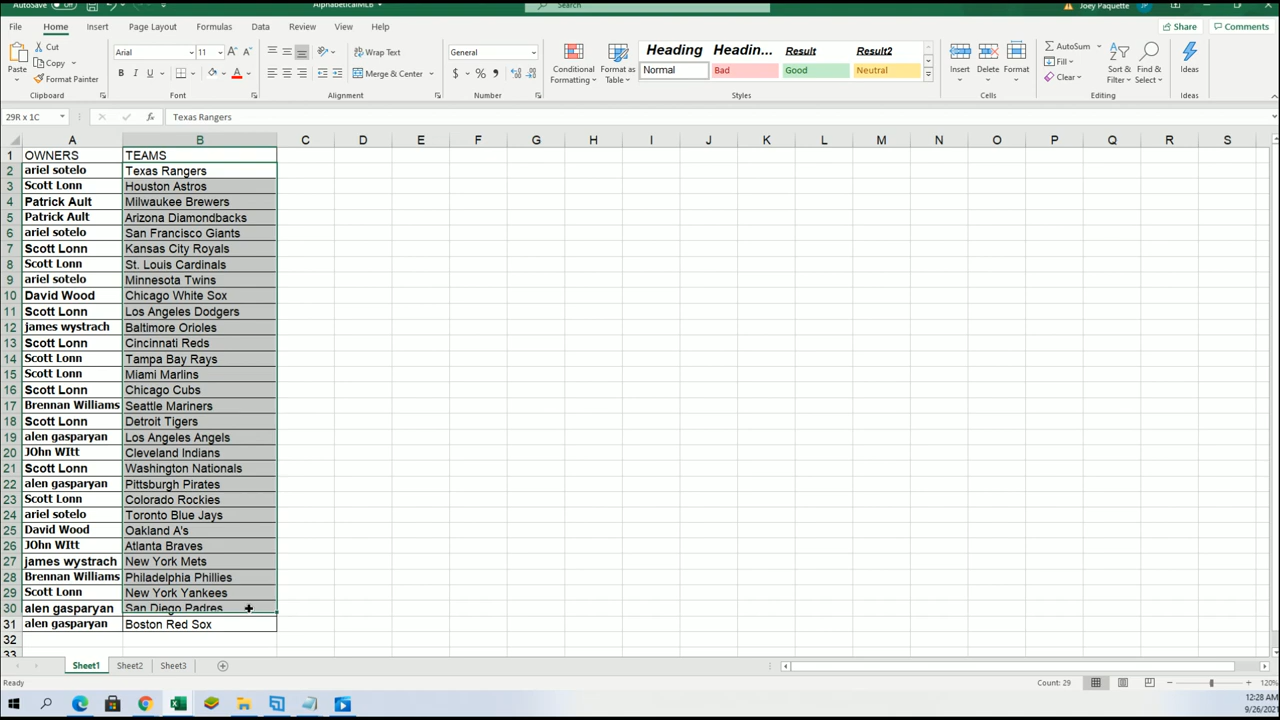 AutoSave Off AlphabeticalMLB Search Joey Paquette JP
File Home Insert Page Layout Formulas Data Review View Help Share Comments
Paste Cut Copy Format Painter Clipboard
Arial 11 B I U Font
Wrap Text Merge & Center Alignment
General $ % Number
Conditional Formatting Format as Table
Heading Headin... Result Result2
Normal Bad Good Neutral
Styles
Insert Delete Format Cells
AutoSum Fill Clear Sort & Filter Find & Select Editing
Ideas Ideas
29R x 1C fx Texas Rangers
A B C D E F G H I J K L M N O P Q R S
1 OWNERS TEAMS
2 ariel sotelo Texas Rangers
3 Scott Lonn Houston Astros
4 Patrick Ault Milwaukee Brewers
5 Patrick Ault Arizona Diamondbacks
6 ariel sotelo San Francisco Giants
7 Scott Lonn Kansas City Royals
8 Scott Lonn St. Louis Cardinals
9 ariel sotelo Minnesota Twins
10 David Wood Chicago White Sox
11 Scott Lonn Los Angeles Dodgers
12 james wystrach Baltimore Orioles
13 Scott Lonn Cincinnati Reds
14 Scott Lonn Tampa Bay Rays
15 Scott Lonn Miami Marlins
16 Scott Lonn Chicago Cubs
17 Brennan Williams Seattle Mariners
18 Scott Lonn Detroit Tigers
19 alen gasparyan Los Angeles Angels
20 JOhn WItt Cleveland Indians
21 Scott Lonn Washington Nationals
22 alen gasparyan Pittsburgh Pirates
23 Scott Lonn Colorado Rockies
24 ariel sotelo Toronto Blue Jays
25 David Wood Oakland A's
26 JOhn WItt Atlanta Braves
27 james wystrach New York Mets
28 Brennan Williams Philadelphia Phillies
29 Scott Lonn New York Yankees
30 alen gasparyan San Diego Padres
31 alen gasparyan Boston Red Sox
32
33
Sheet1 Sheet2 Sheet3
Ready Count: 29 120%
12:28 AM
9/26/2021